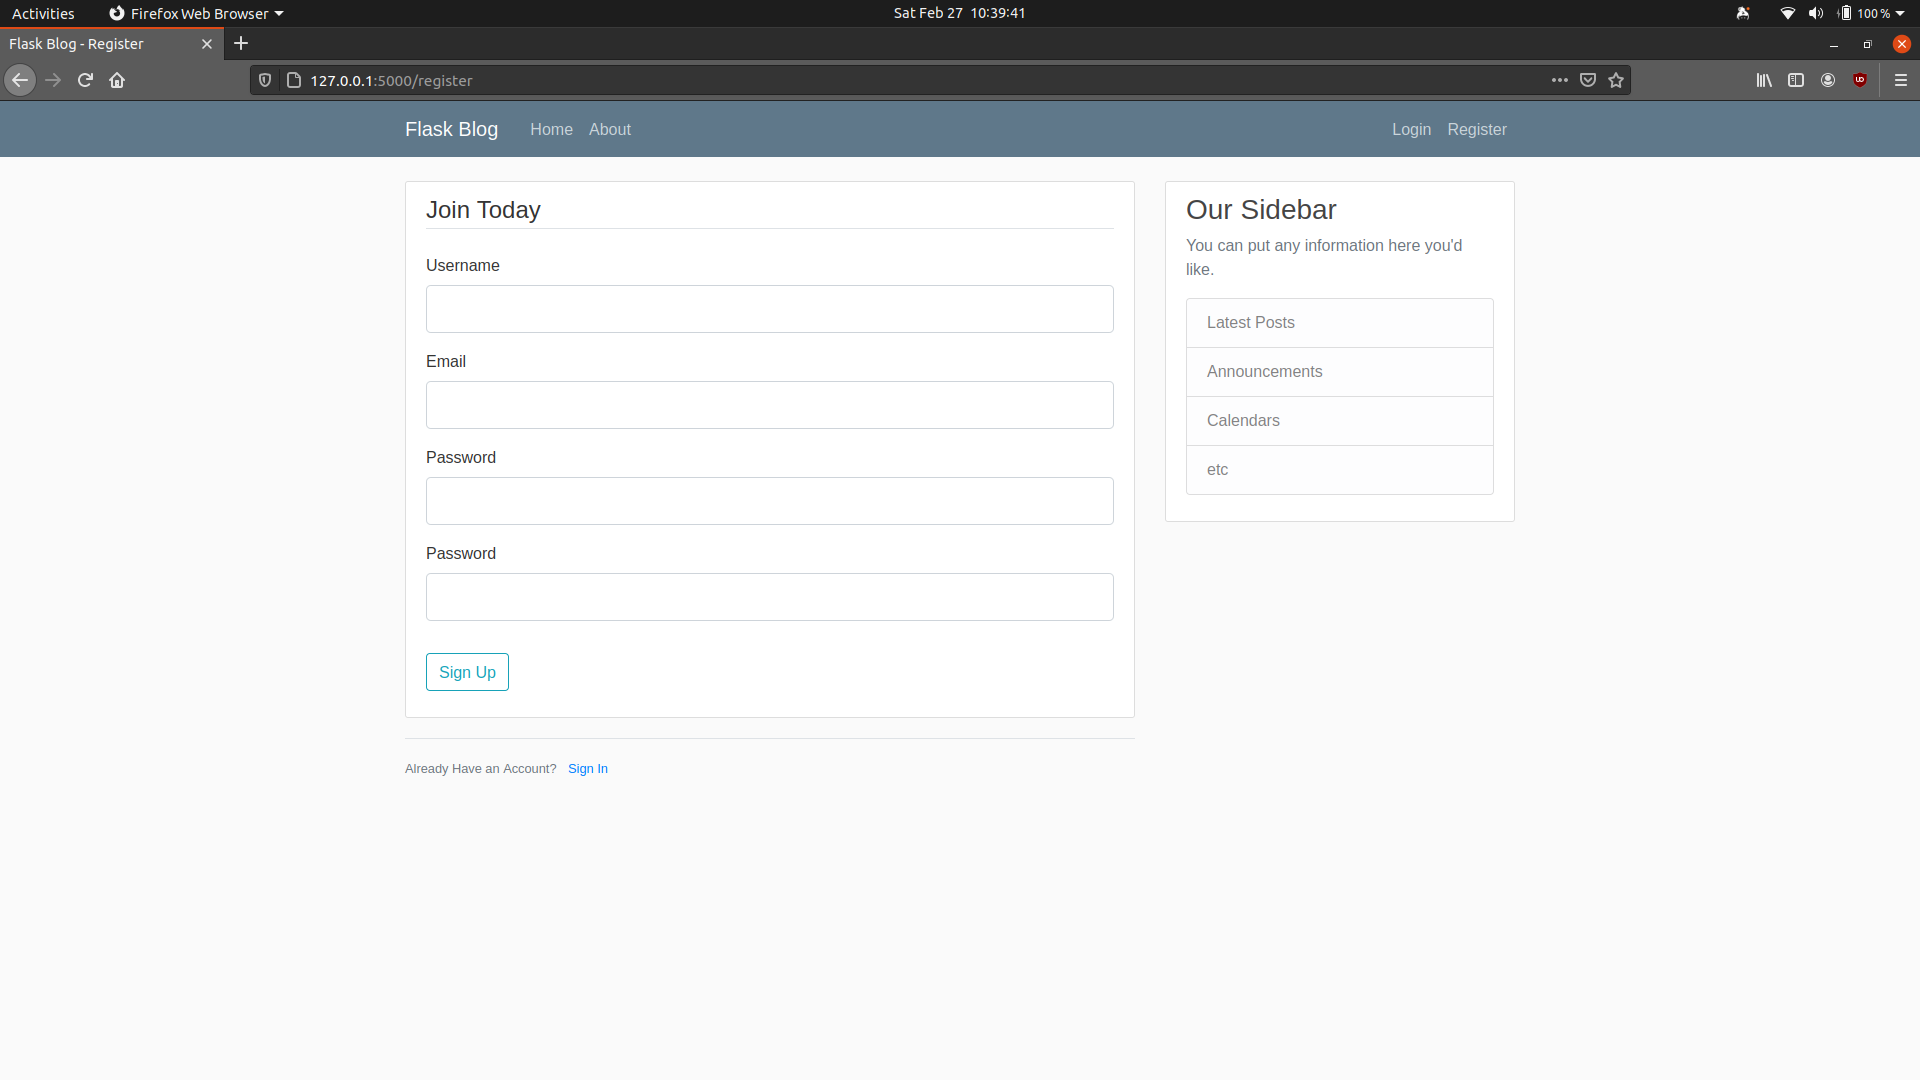 Activities
Firefox Web Browser
Sat Feb 27 10:39:41
100 %
Flask Blog - Register
127.0.0.1:5000/register
Flask Blog
Home
About
Login
Register
Join Today
Username
Email
Password
Password
Sign Up
Already Have an Account? Sign In
Our Sidebar
You can put any information here you'd
like.
Latest Posts
Announcements
Calendars
etc